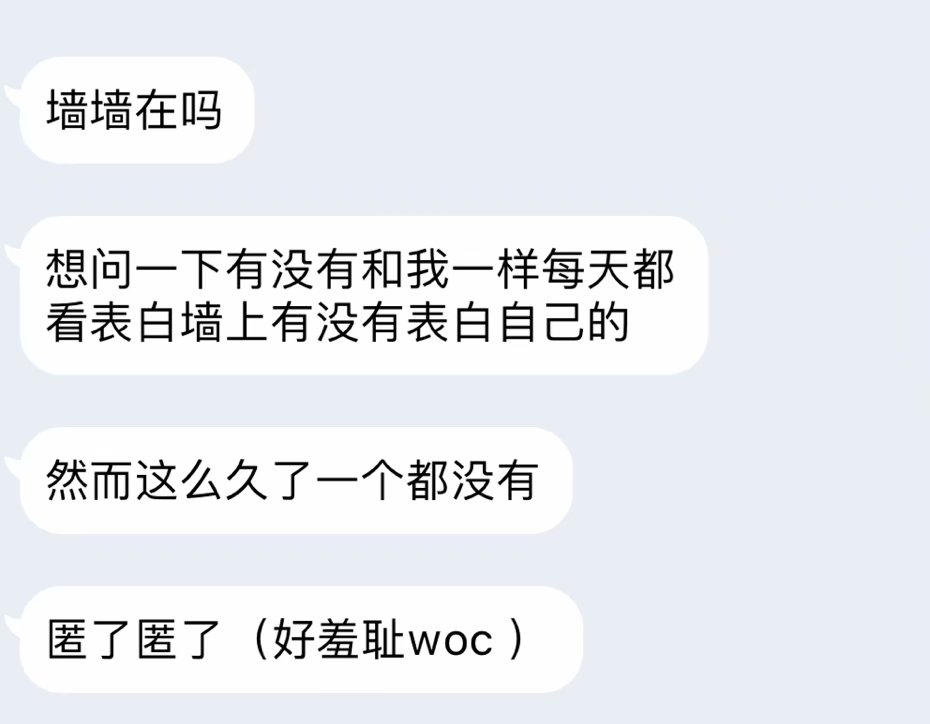 墙墙在吗
想问一下有没有和我一样每天都
看表白墙上有没有表白自己的
然而这么久了一个都没有
匿了匿了（好羞耻woc ）